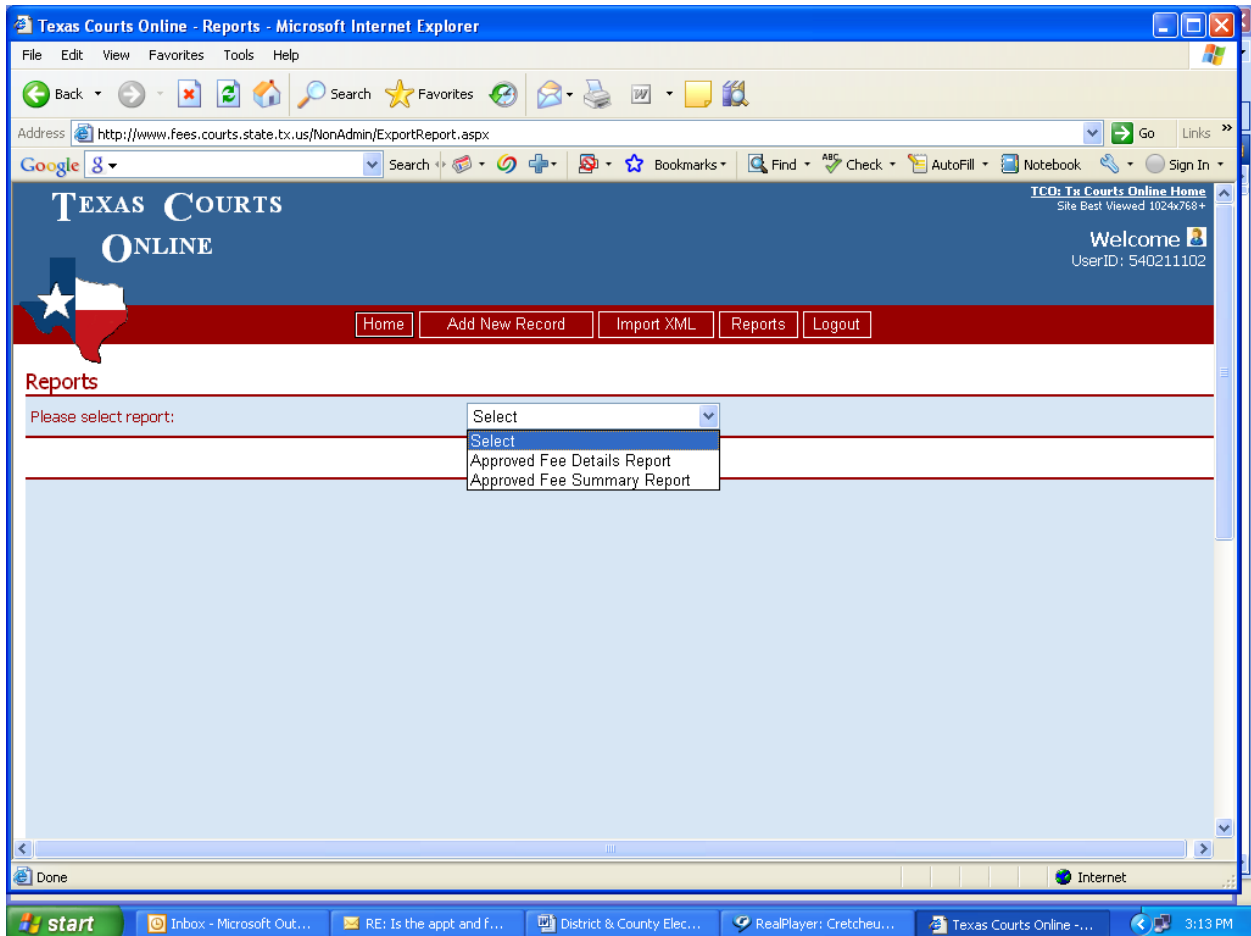 Texas Courts Online - Reports - Microsoft Internet Explorer
File Edit View Favorites Tools Help
Back Search Favorites
Address http://www.fees.courts.state.tx.us/NonAdmin/ExportReport.aspx Go Links »
Google Search Bookmarks Find Check AutoFill Notebook Sign In
TEXAS COURTS
ONLINE
TCO: Tx Courts Online Home
Site Best Viewed 1024x768+
Welcome
UserID: 540211102
Home Add New Record Import XML Reports Logout
Reports
Please select report: Select
Select
Approved Fee Details Report
Approved Fee Summary Report
Done Internet
start Inbox - Microsoft Out... RE: Is the appt and f... District & County Elec... RealPlayer: Cretcheu... Texas Courts Online -... 3:13 PM